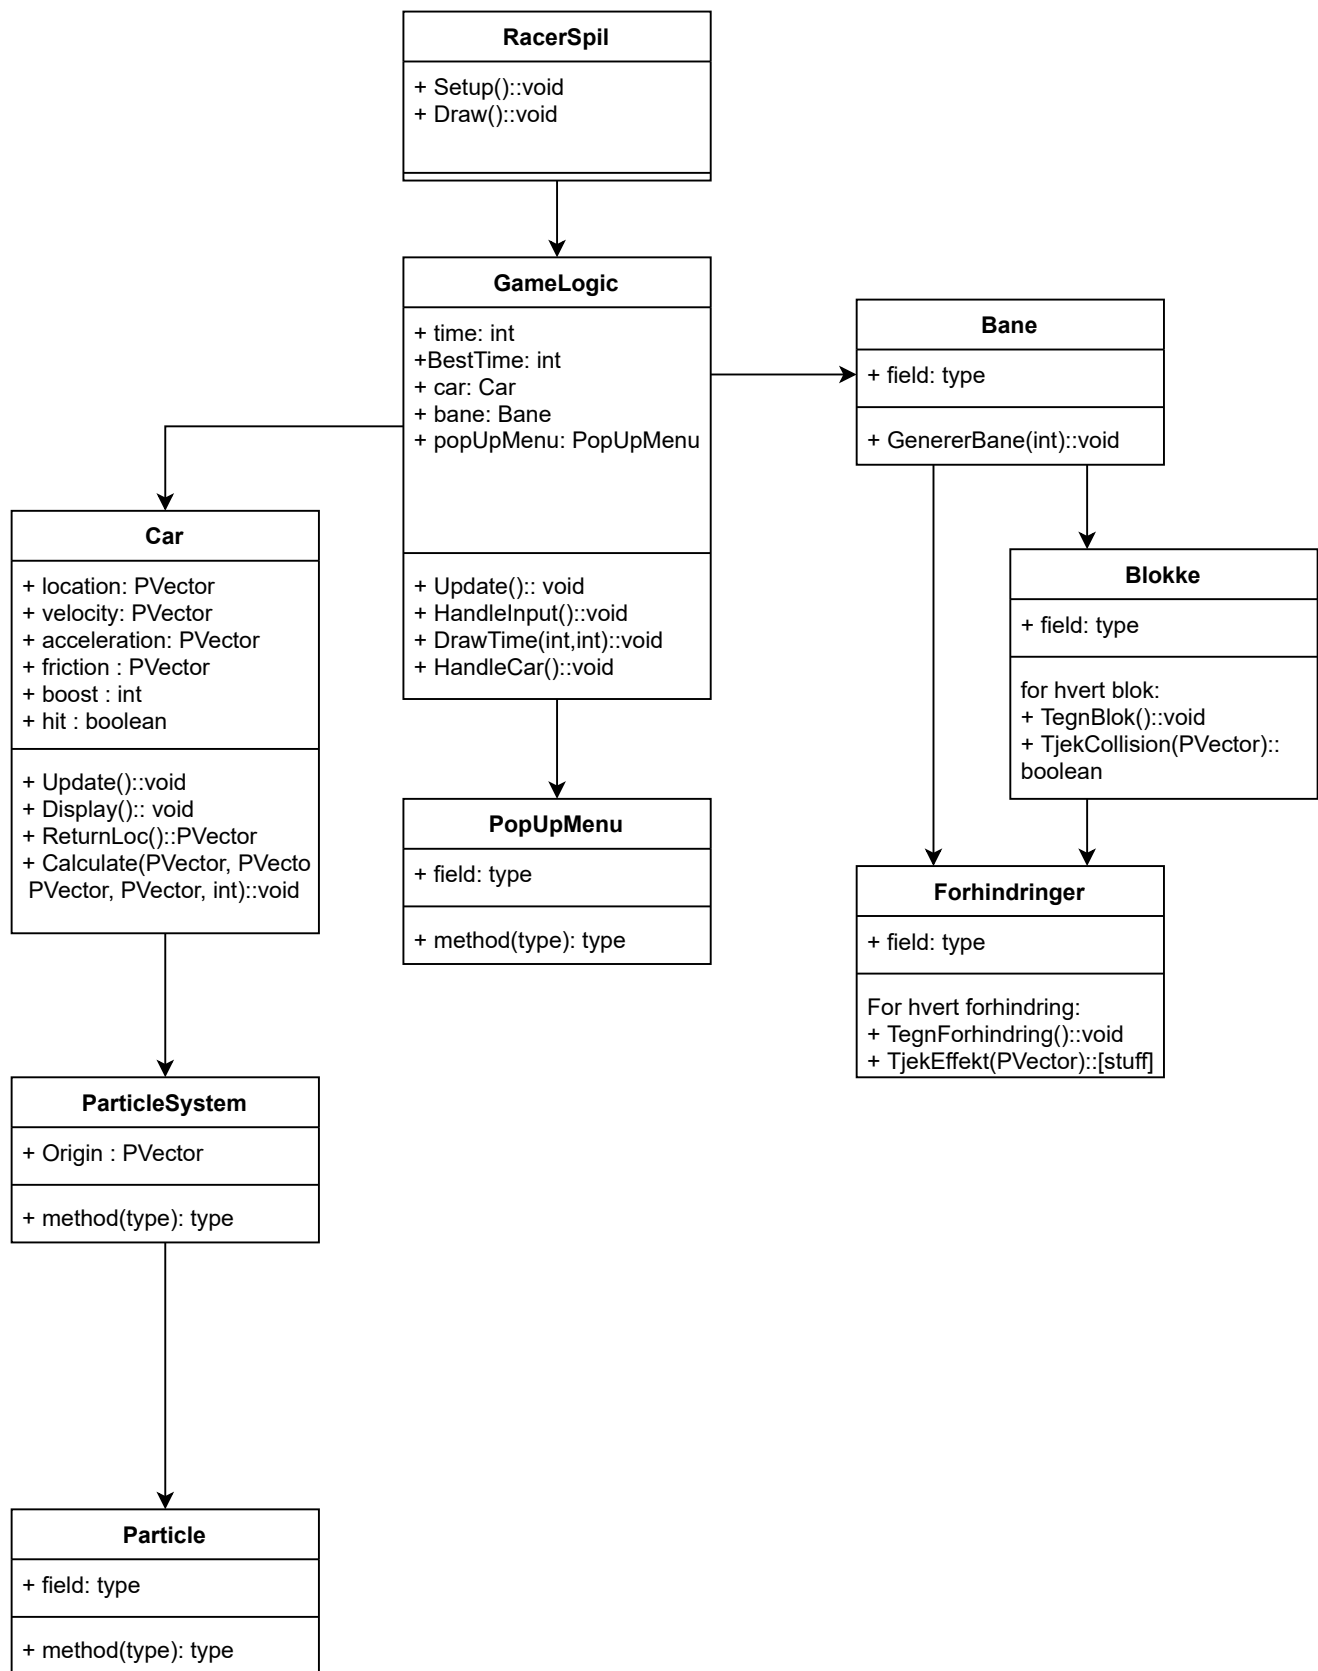 RacerSpil
+ Setup()::void
+ Draw()::void
GameLogic
+ time: int
+BestTime: int
+ car: Car
+ bane: Bane
+ popUpMenu: PopUpMenu
+ Update():: void
+ HandleInput()::void
+ DrawTime(int,int)::void
+ HandleCar()::void
Bane
+ field: type
+ GenererBane(int)::void
Car
+ location: PVector
+ velocity: PVector
+ acceleration: PVector
+ friction : PVector
+ boost : int
+ hit : boolean
+ Update()::void
+ Display():: void
+ ReturnLoc()::PVector
+ Calculate(PVector, PVecto
PVector, PVector, int)::void
Blokke
+ field: type
for hvert blok:
+ TegnBlok()::void
+ TjekCollision(PVector)::
boolean
PopUpMenu
+ field: type
+ method(type): type
Forhindringer
+ field: type
For hvert forhindring:
+ TegnForhindring()::void
+ TjekEffekt(PVector)::[stuff]
ParticleSystem
+ Origin : PVector
+ method(type): type
Particle
+ field: type
+ method(type): type